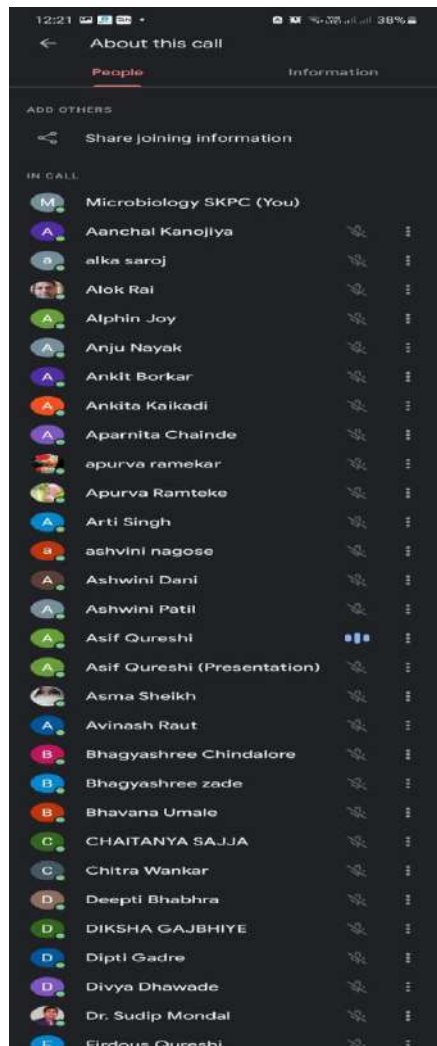 12:21 38%
About this call
People Information
ADD OTHERS
Share joining information
IN CALL
M Microbiology SKPC (You)
A Aanchal Kanojiya
a alka saroj
Alok Rai
A Alphin Joy
A Anju Nayak
A Ankit Borkar
A Ankita Kaikadi
A Aparnita Chainde
apurva ramekar
Apurva Ramteke
A Arti Singh
a ashvini nagose
A Ashwini Dani
A Ashwini Patil
A Asif Qureshi
A Asif Qureshi (Presentation)
Asma Sheikh
A Avinash Raut
B Bhagyashree Chindalore
B Bhagyashree zade
B Bhavana Umale
C CHAITANYA SAJJA
C Chitra Wankar
D Deepti Bhabhra
D DIKSHA GAJBHIYE
D Dipti Gadre
D Divya Dhawade
Dr. Sudip Mondal
F Firdous Qureshi